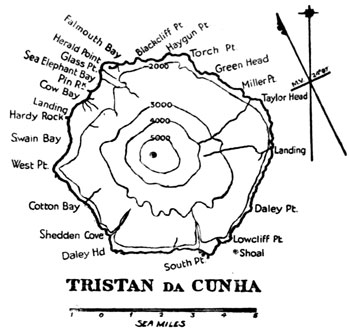 Falmouth Bay
Blackcliff Pt.
Haygun Pt.
Herald Point
Glass Pt.
Sea Elephant Bay
Pin Rt.
Cow Bay
Landing
Hardy Rock
Swain Bay
West Pt.
Cotton Bay
Shedden Cove
Daley Hd
Torch Pt.
Green Head
Miller Pt.
Taylor Head
Landing
Daley Pt.
Lowcliff Pt.
Shoal
South Pt.
2000
3000
4000
5000
TRISTAN DA CUNHA
1 0 1 2 3 4 5
SEA MILES